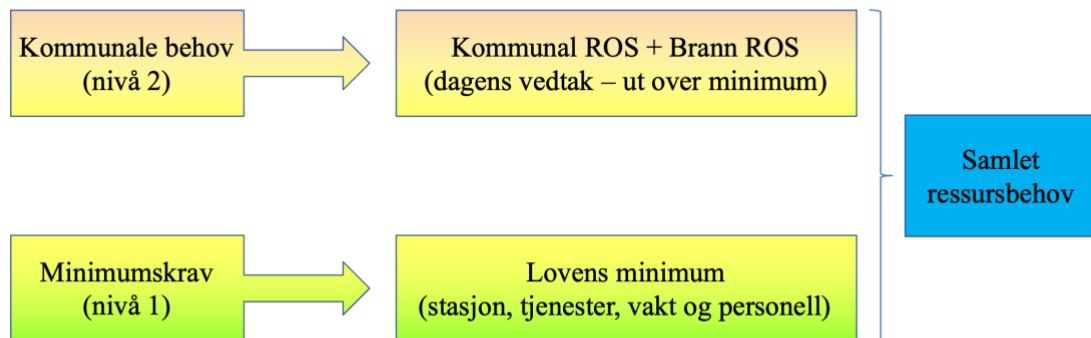 Kommunale behov
(nivå 2)
Kommunal ROS + Brann ROS
(dagens vedtak – ut over minimum)
Samlet
ressursbehov
Minimumskrav
(nivå 1)
Lovens minimum
(stasjon, tjenester, vakt og personell)